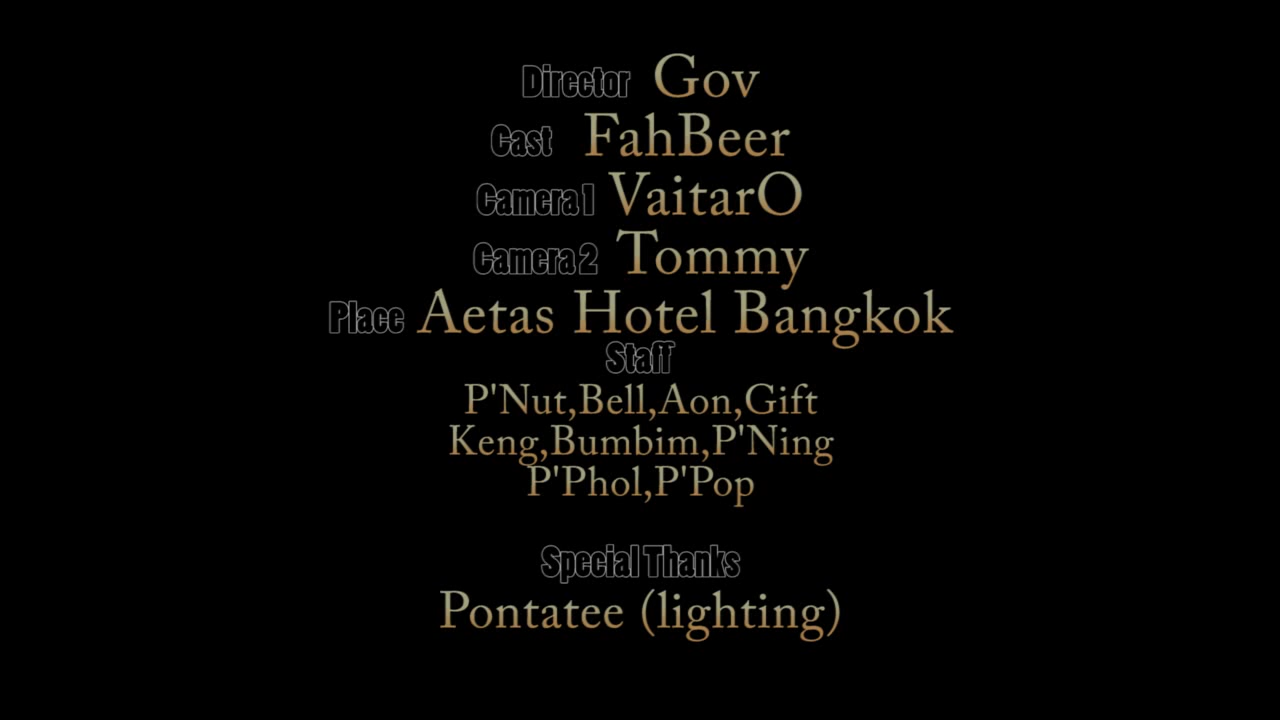 Director Gov
Cast FahBeer
Camera 1 VaitarO
Camera 2 Tommy
Place Aetas Hotel Bangkok
Staff
P'Nut,Bell,Aon,Gift
Keng,Bumbim,P'Ning
P'Phol,P'Pop
Special Thanks
Pontatee (lighting)